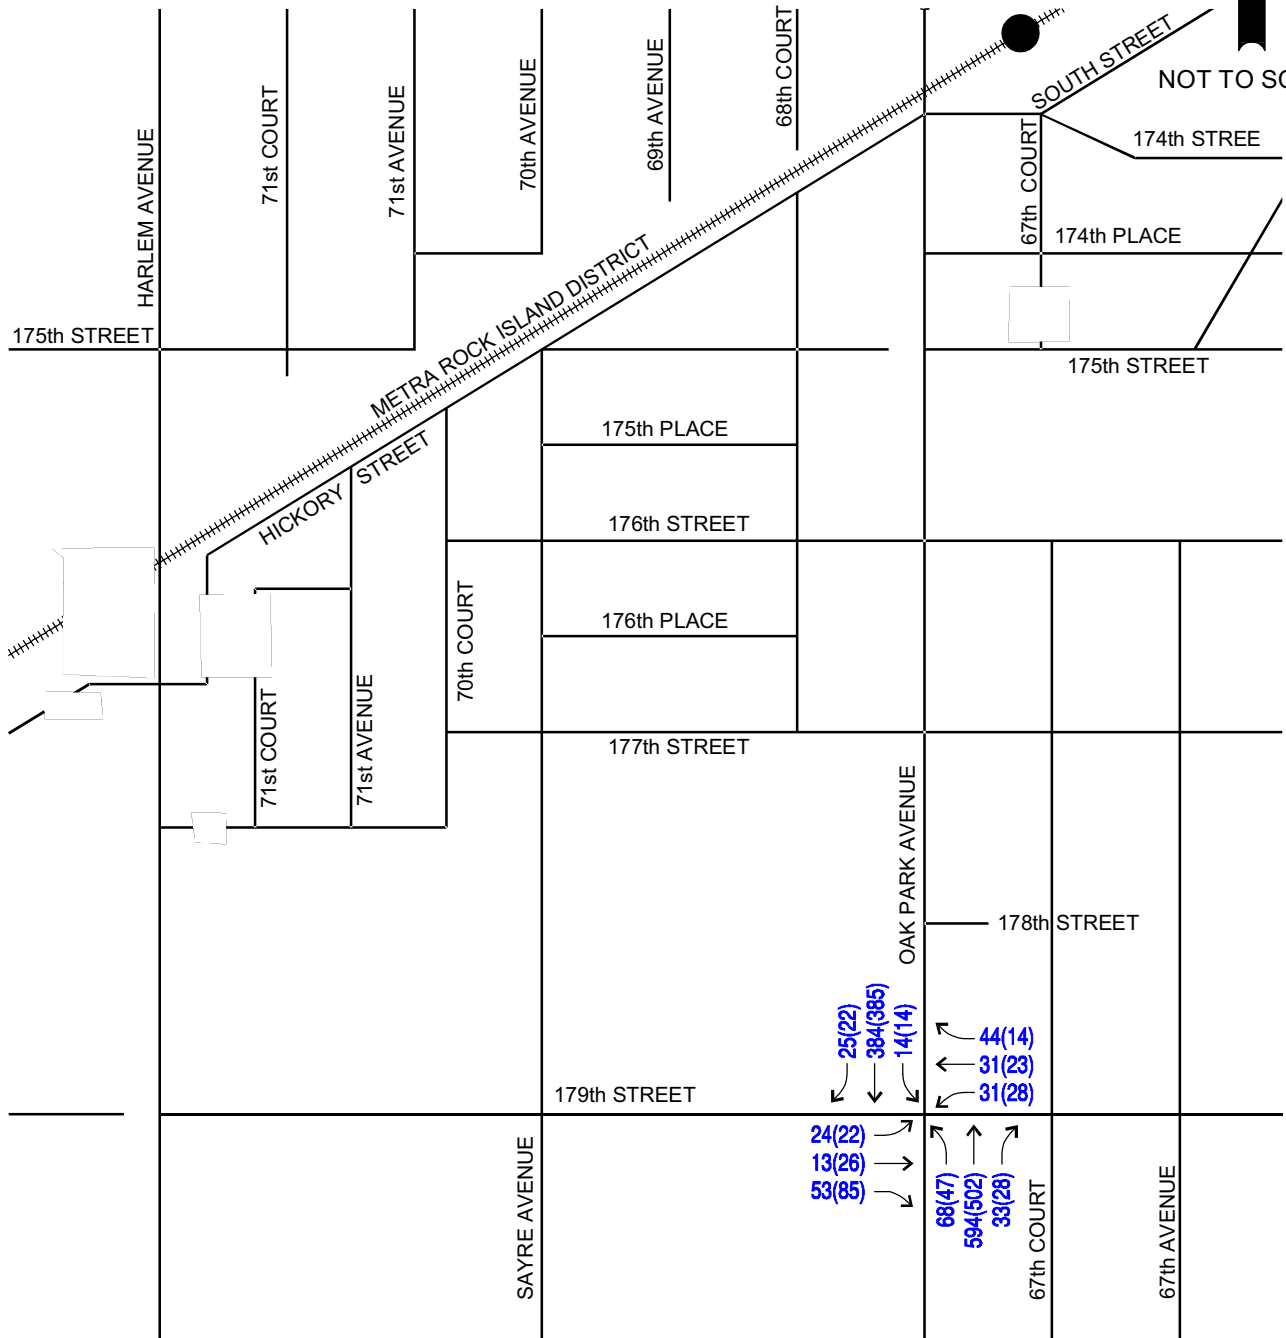 68th COURT
SOUTH STREET
NOT TO SC
69th AVENUE
70th AVENUE
71st AVENUE
71st COURT
HARLEM AVENUE
67th COURT
174th STREE
174th PLACE
METRA ROCK ISLAND DISTRICT
175th STREET
175th STREET
175th PLACE
HICKORY STREET
176th STREET
70th COURT
176th PLACE
71st COURT
71st AVENUE
177th STREET
OAK PARK AVENUE
178th STREET
25(22)
384(385)
14(14)
44(14)
31(23)
31(28)
179th STREET
24(22)
13(26)
53(85)
68(47)
594(502)
33(28)
SAYRE AVENUE
67th COURT
67th AVENUE